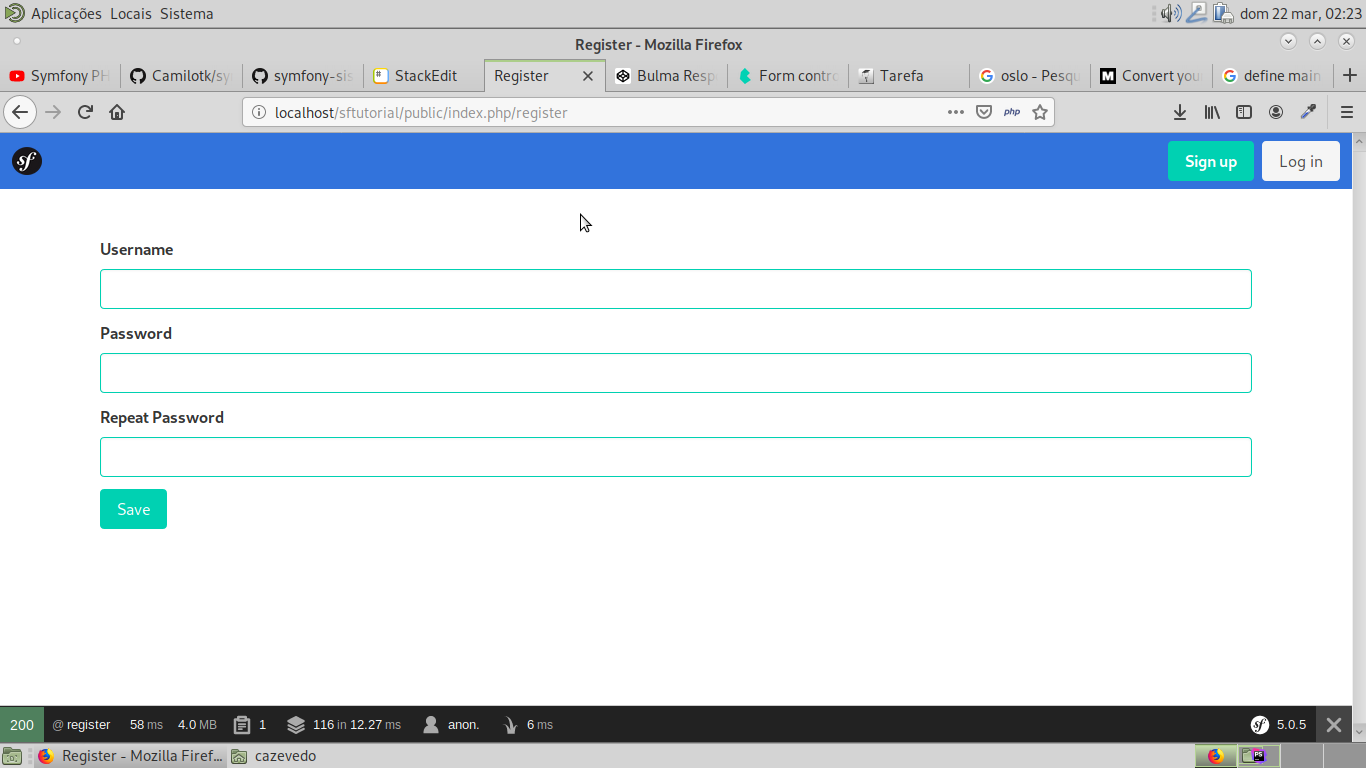 Aplicações Locais Sistema dom 22 mar, 02:23
Register - Mozilla Firefox
Symfony PH Camilotk/sy symfony-sis StackEdit Register Bulma Resp Form contro Tarefa oslo - Pesqu Convert you define main
localhost/sftutorial/public/index.php/register php
sf Sign up Log in
Username
Password
Repeat Password
Save
200 @ register 58 ms 4.0 MB 1 116 in 12.27 ms anon. 6 ms sf 5.0.5
Register - Mozilla Firef... cazevedo PS